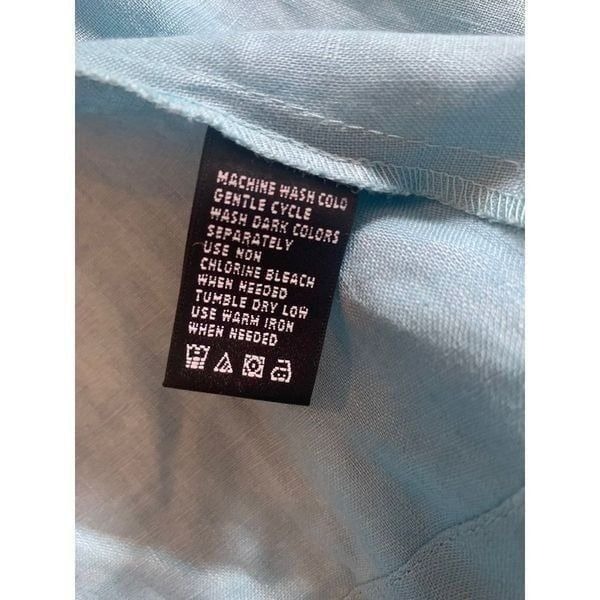 MACHINE WASH COLD
GENTLE CYCLE
WASH DARK COLORS
SEPARATELY
USE NON
CHLORINE BLEACH
WHEN NEEDED
TUMBLE DRY LOW
USE WARM IRON
WHEN NEEDED